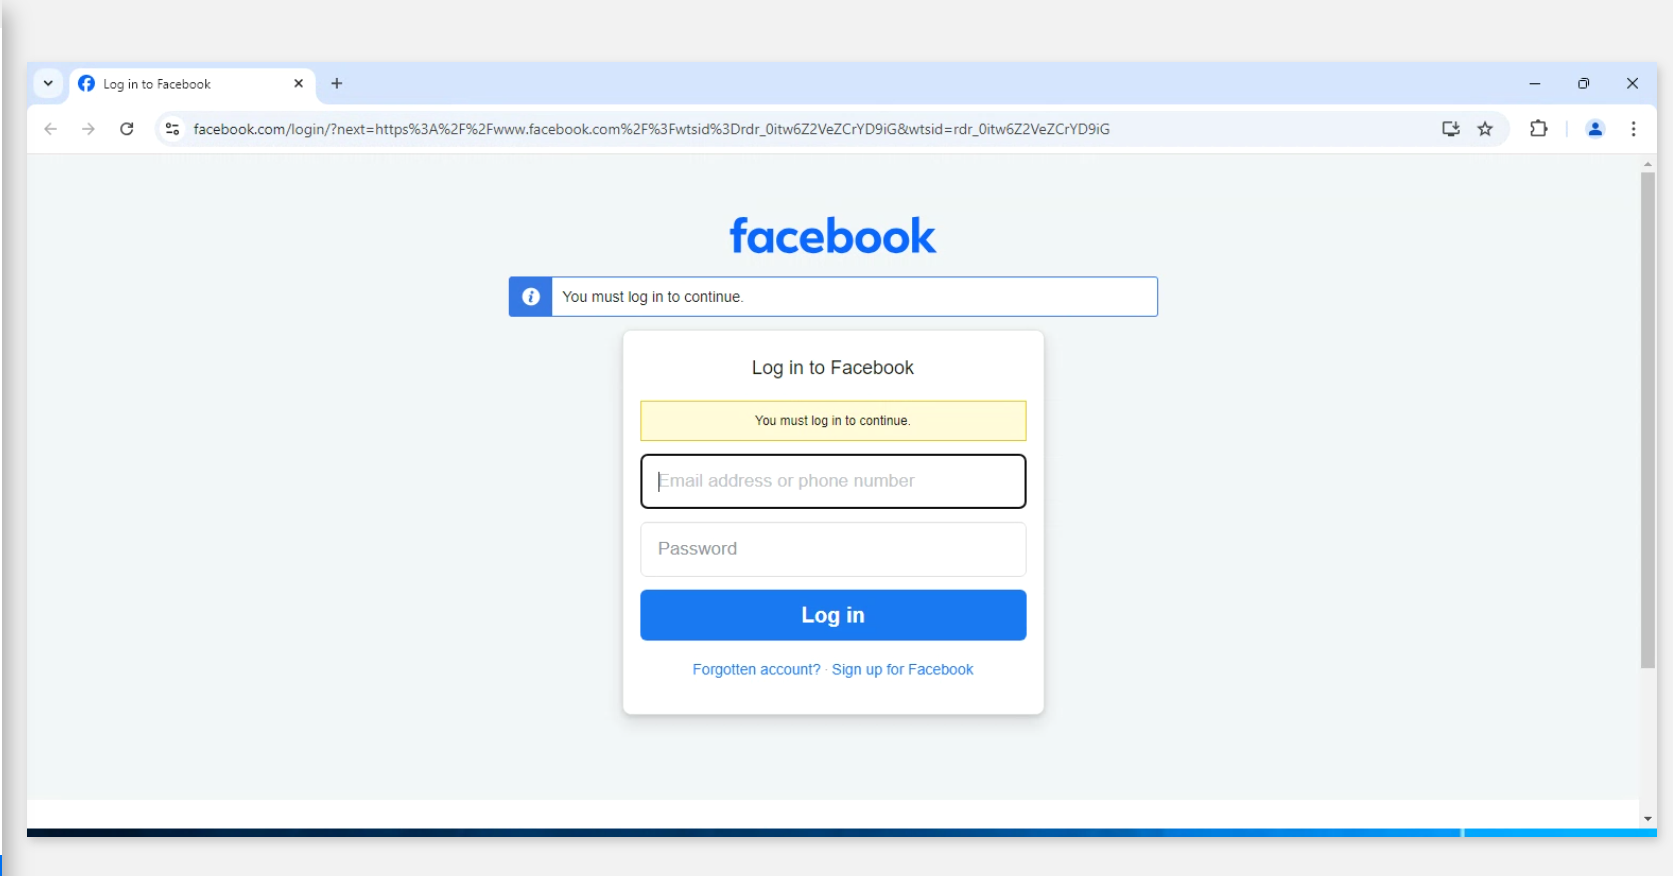 Log in to Facebook
facebook.com/login/?next=https%3A%2F%2Fwww.facebook.com%2F%3Fwtsid%3Drdr_0itw6Z2VeZCrYD9iG&wtsid=rdr_0itw6Z2VeZCrYD9iG
facebook
You must log in to continue.
Log in to Facebook
You must log in to continue.
Email address or phone number
Password
Log in
Forgotten account? · Sign up for Facebook